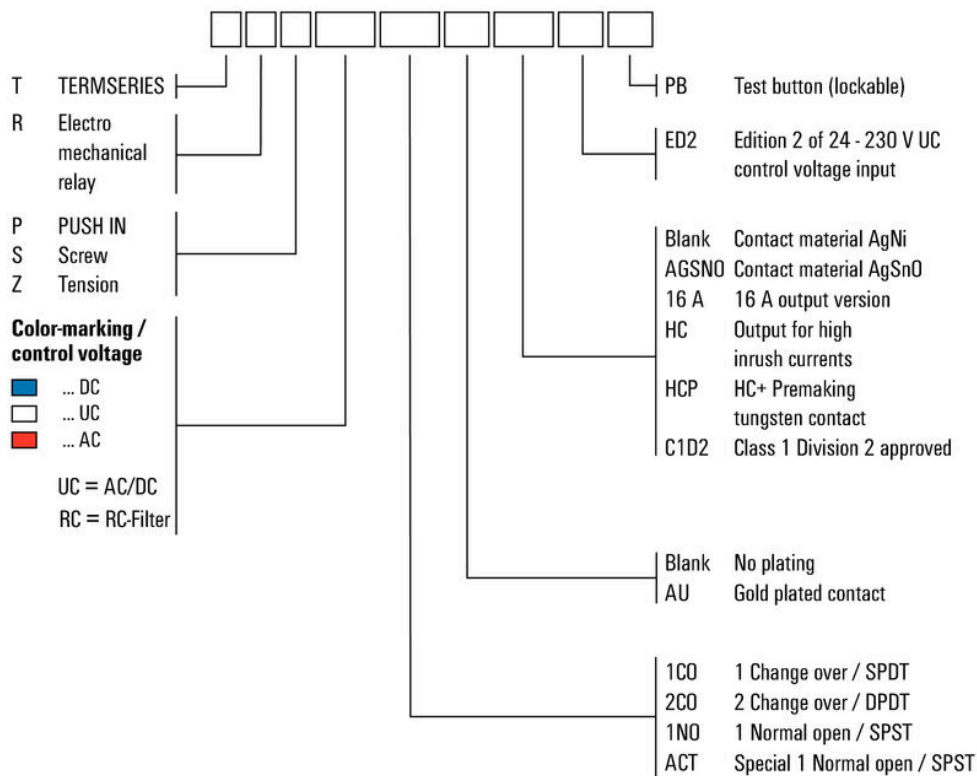 T TERMSERIES
R Electro
mechanical
relay
P PUSH IN
S Screw
Z Tension
Color-marking /
control voltage
... DC
... UC
... AC
UC = AC/DC
RC = RC-Filter
PB Test button (lockable)
ED2 Edition 2 of 24 - 230 V UC
control voltage input
Blank Contact material AgNi
AGSNO Contact material AgSnO
16 A 16 A output version
HC Output for high
inrush currents
HCP HC+ Premaking
tungsten contact
C1D2 Class 1 Division 2 approved
Blank No plating
AU Gold plated contact
1CO 1 Change over / SPDT
2CO 2 Change over / DPDT
1NO 1 Normal open / SPST
ACT Special 1 Normal open / SPST